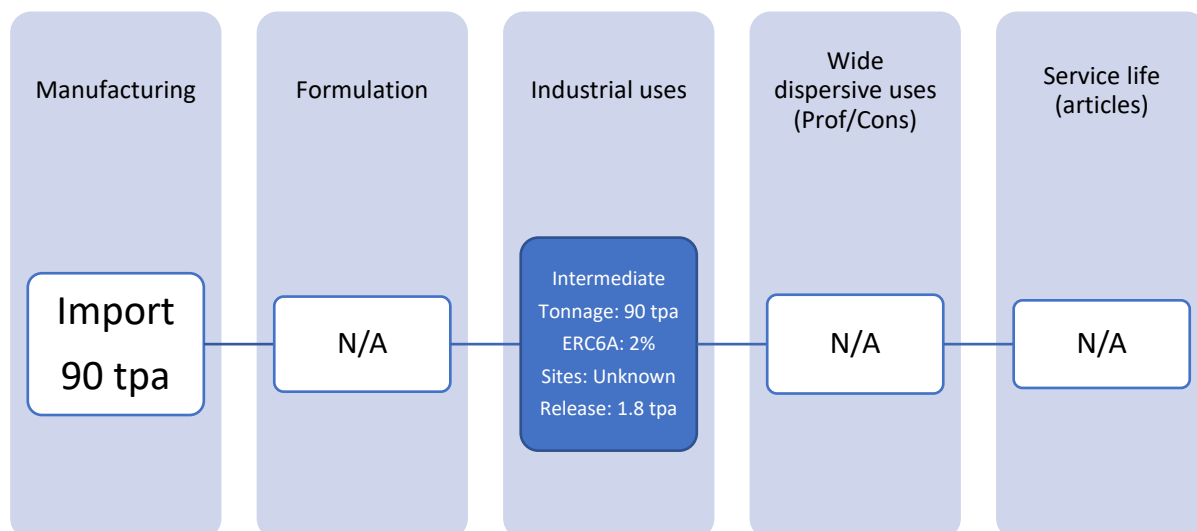 Manufacturing
Formulation
Industrial uses
Wide
dispersive uses
(Prof/Cons)
Service life
(articles)
Import
90 tpa
N/A
Intermediate
Tonnage: 90 tpa
ERC6A: 2%
Sites: Unknown
Release: 1.8 tpa
N/A
N/A